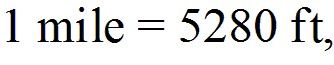 1 mile = 5280 ft,